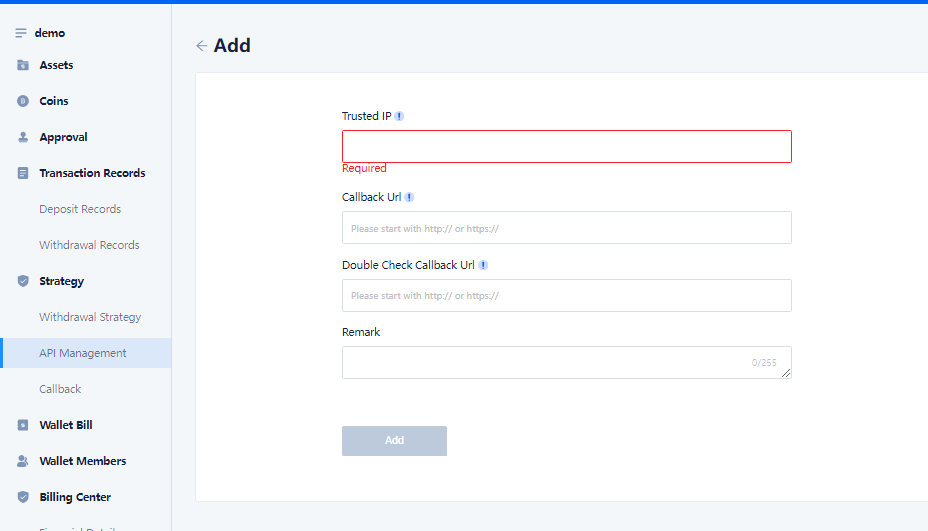 demo
Assets
Coins
Approval
Transaction Records
Deposit Records
Withdrawal Records
Strategy
Withdrawal Strategy
API Management
Callback
Wallet Bill
Wallet Members
Billing Center
Add
Trusted IP
Required
Callback Url
Please start with http:// or https://
Double Check Callback Url
Please start with http:// or https://
Remark
0/255
Add